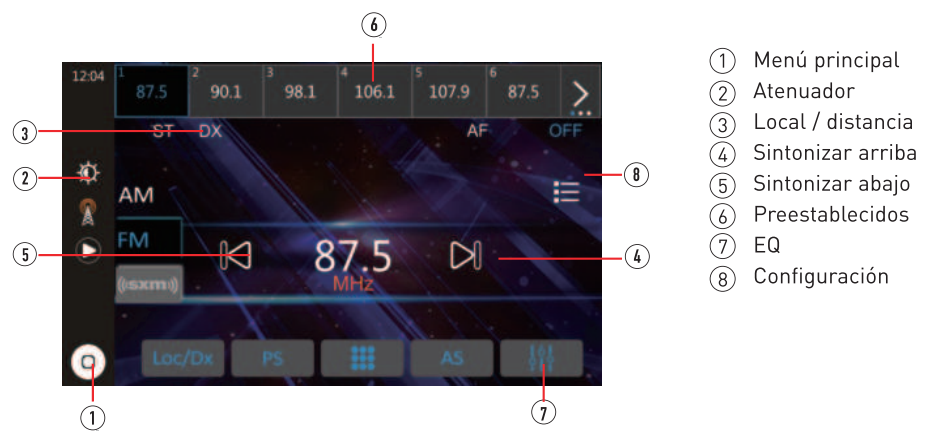 6
12:04
1 87.5 2 90.1 3 98.1 4 106.1 5 107.9 6 87.5
3 ST DX AF OFF
2
8
AM
FM
5 87.5 4
MHz
((sxm))
Loc/Dx PS AS
1
7
1 Menú principal
2 Atenuador
3 Local / distancia
4 Sintonizar arriba
5 Sintonizar abajo
6 Preestablecidos
7 EQ
8 Configuración